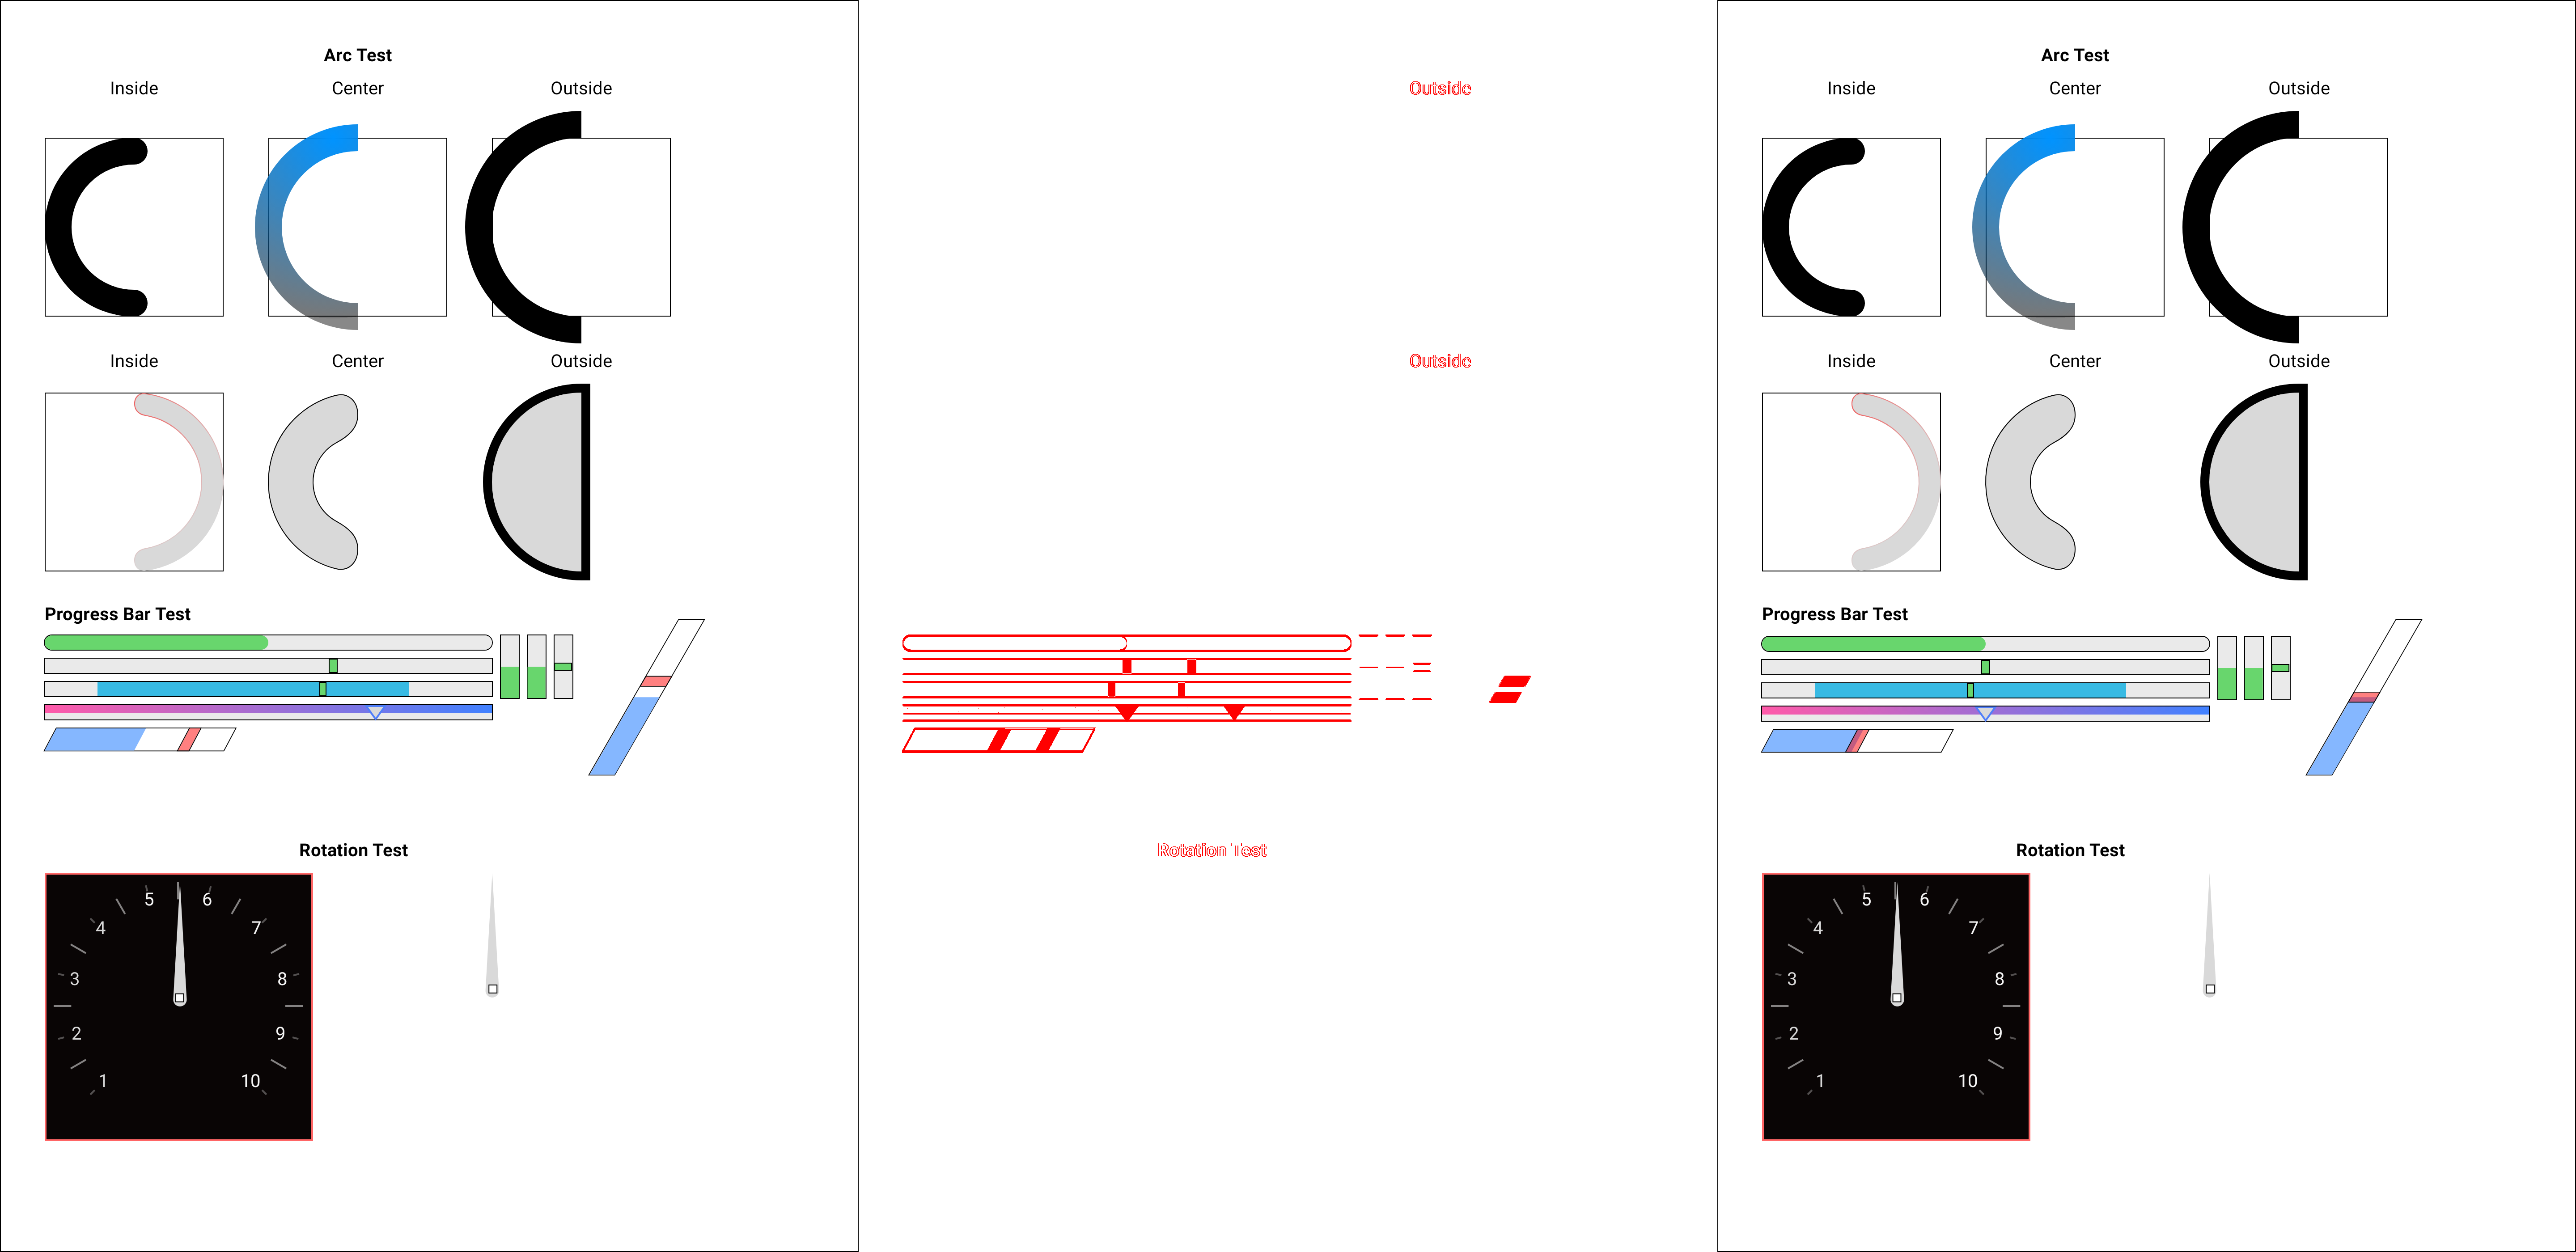 Arc Test
Inside Center Outside
Inside Center Outside
Progress Bar Test
Rotation Test
5 6
4 7
3 8
2 9
1 10
Outside
Outside
Rotation Test
Arc Test
Inside Center Outside
Inside Center Outside
Progress Bar Test
Rotation Test
5 6
4 7
3 8
2 9
1 10